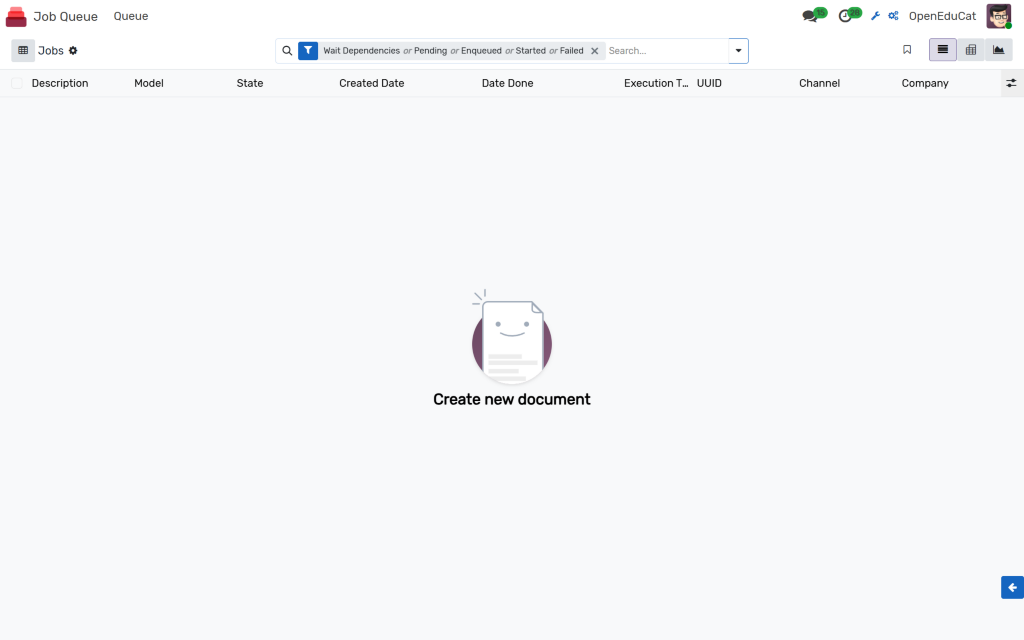 Job Queue Queue 15 26 OpenEduCat
Jobs Wait Dependencies or Pending or Enqueued or Started or Failed Search...
Description Model State Created Date Date Done Execution T... UUID Channel Company
Create new document